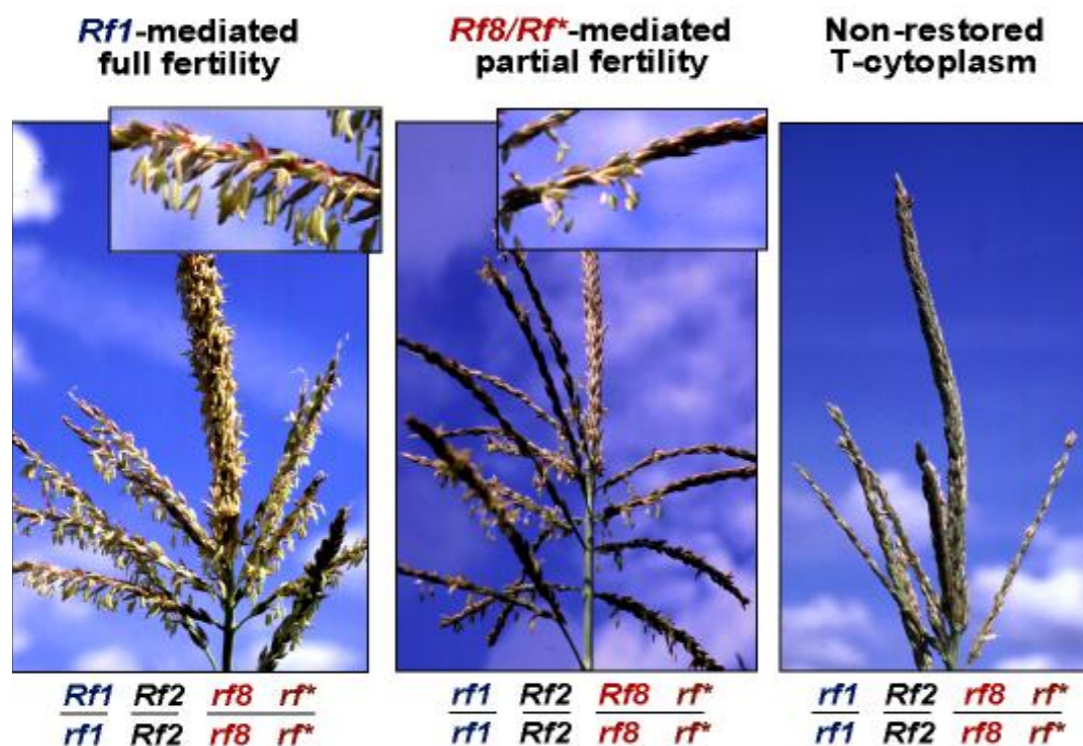 Rf1-mediated
full fertility
Rf8/Rf*-mediated
partial fertility
Non-restored
T-cytoplasm
Rf1 Rf2 rf8 rf*
rf1 Rf2 rf8 rf*
rf1 Rf2 Rf8 rf*
rf1 Rf2 rf8 rf*
rf1 Rf2 rf8 rf*
rf1 Rf2 rf8 rf*